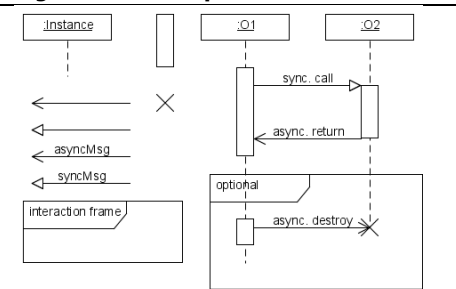 :Instance
:O1
:O2
sync. call
async. return
asyncMsg
syncMsg
optional
interaction frame
async. destroy